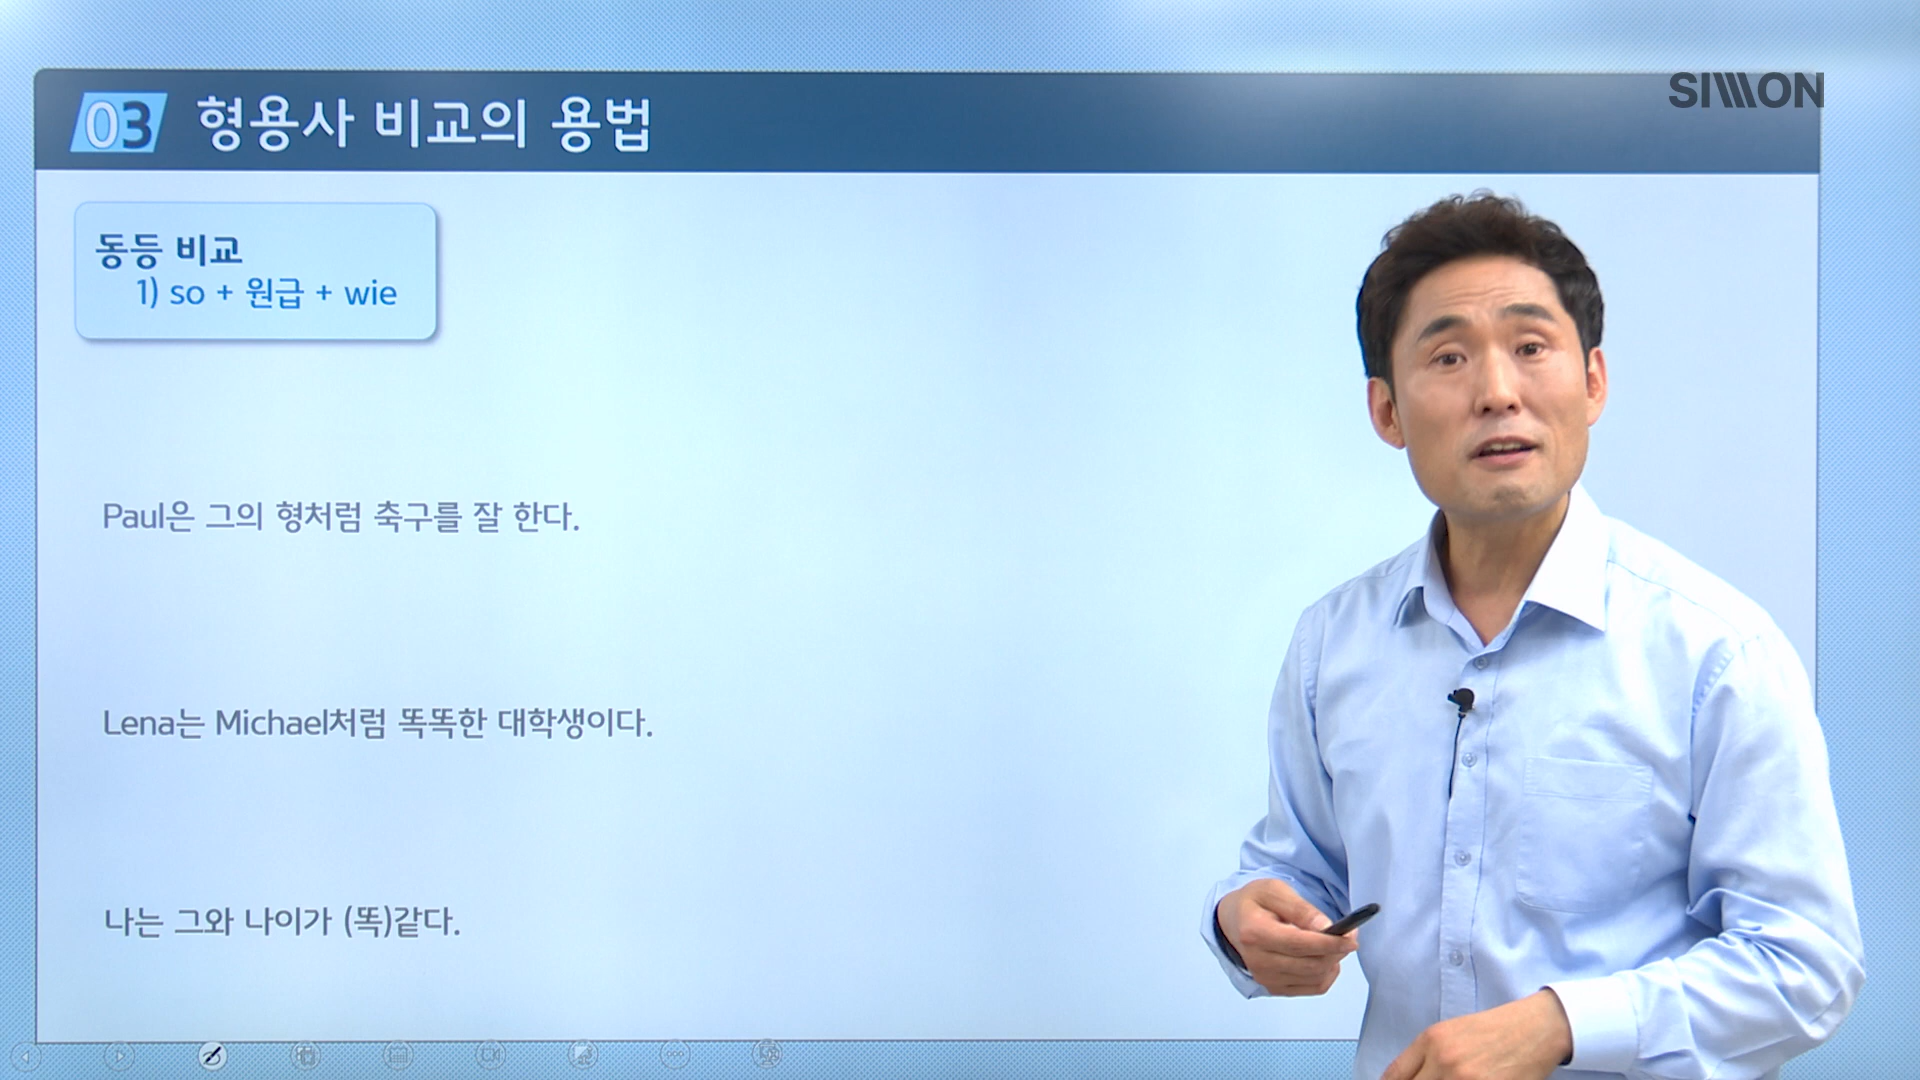 SIMON
03 형용사 비교의 용법
동등 비교
1) so + 원급 + wie
Paul은 그의 형처럼 축구를 잘 한다.
Lena는 Michael처럼 똑똑한 대학생이다.
나는 그와 나이가 (똑)같다.